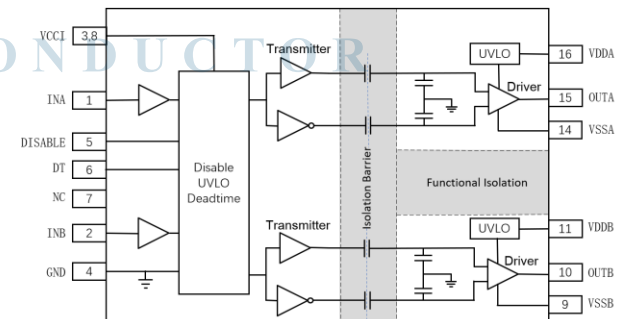 ONDUCTOR
VCCI 3,8
INA 1
DISABLE 5
DT 6
NC 7
INB 2
GND 4
Disable
UVLO
Deadtime
Transmitter
Transmitter
Isolation Barrier
Functional Isolation
UVLO
Driver
16 VDDA
15 OUTA
14 VSSA
UVLO
Driver
11 VDDB
10 OUTB
9 VSSB